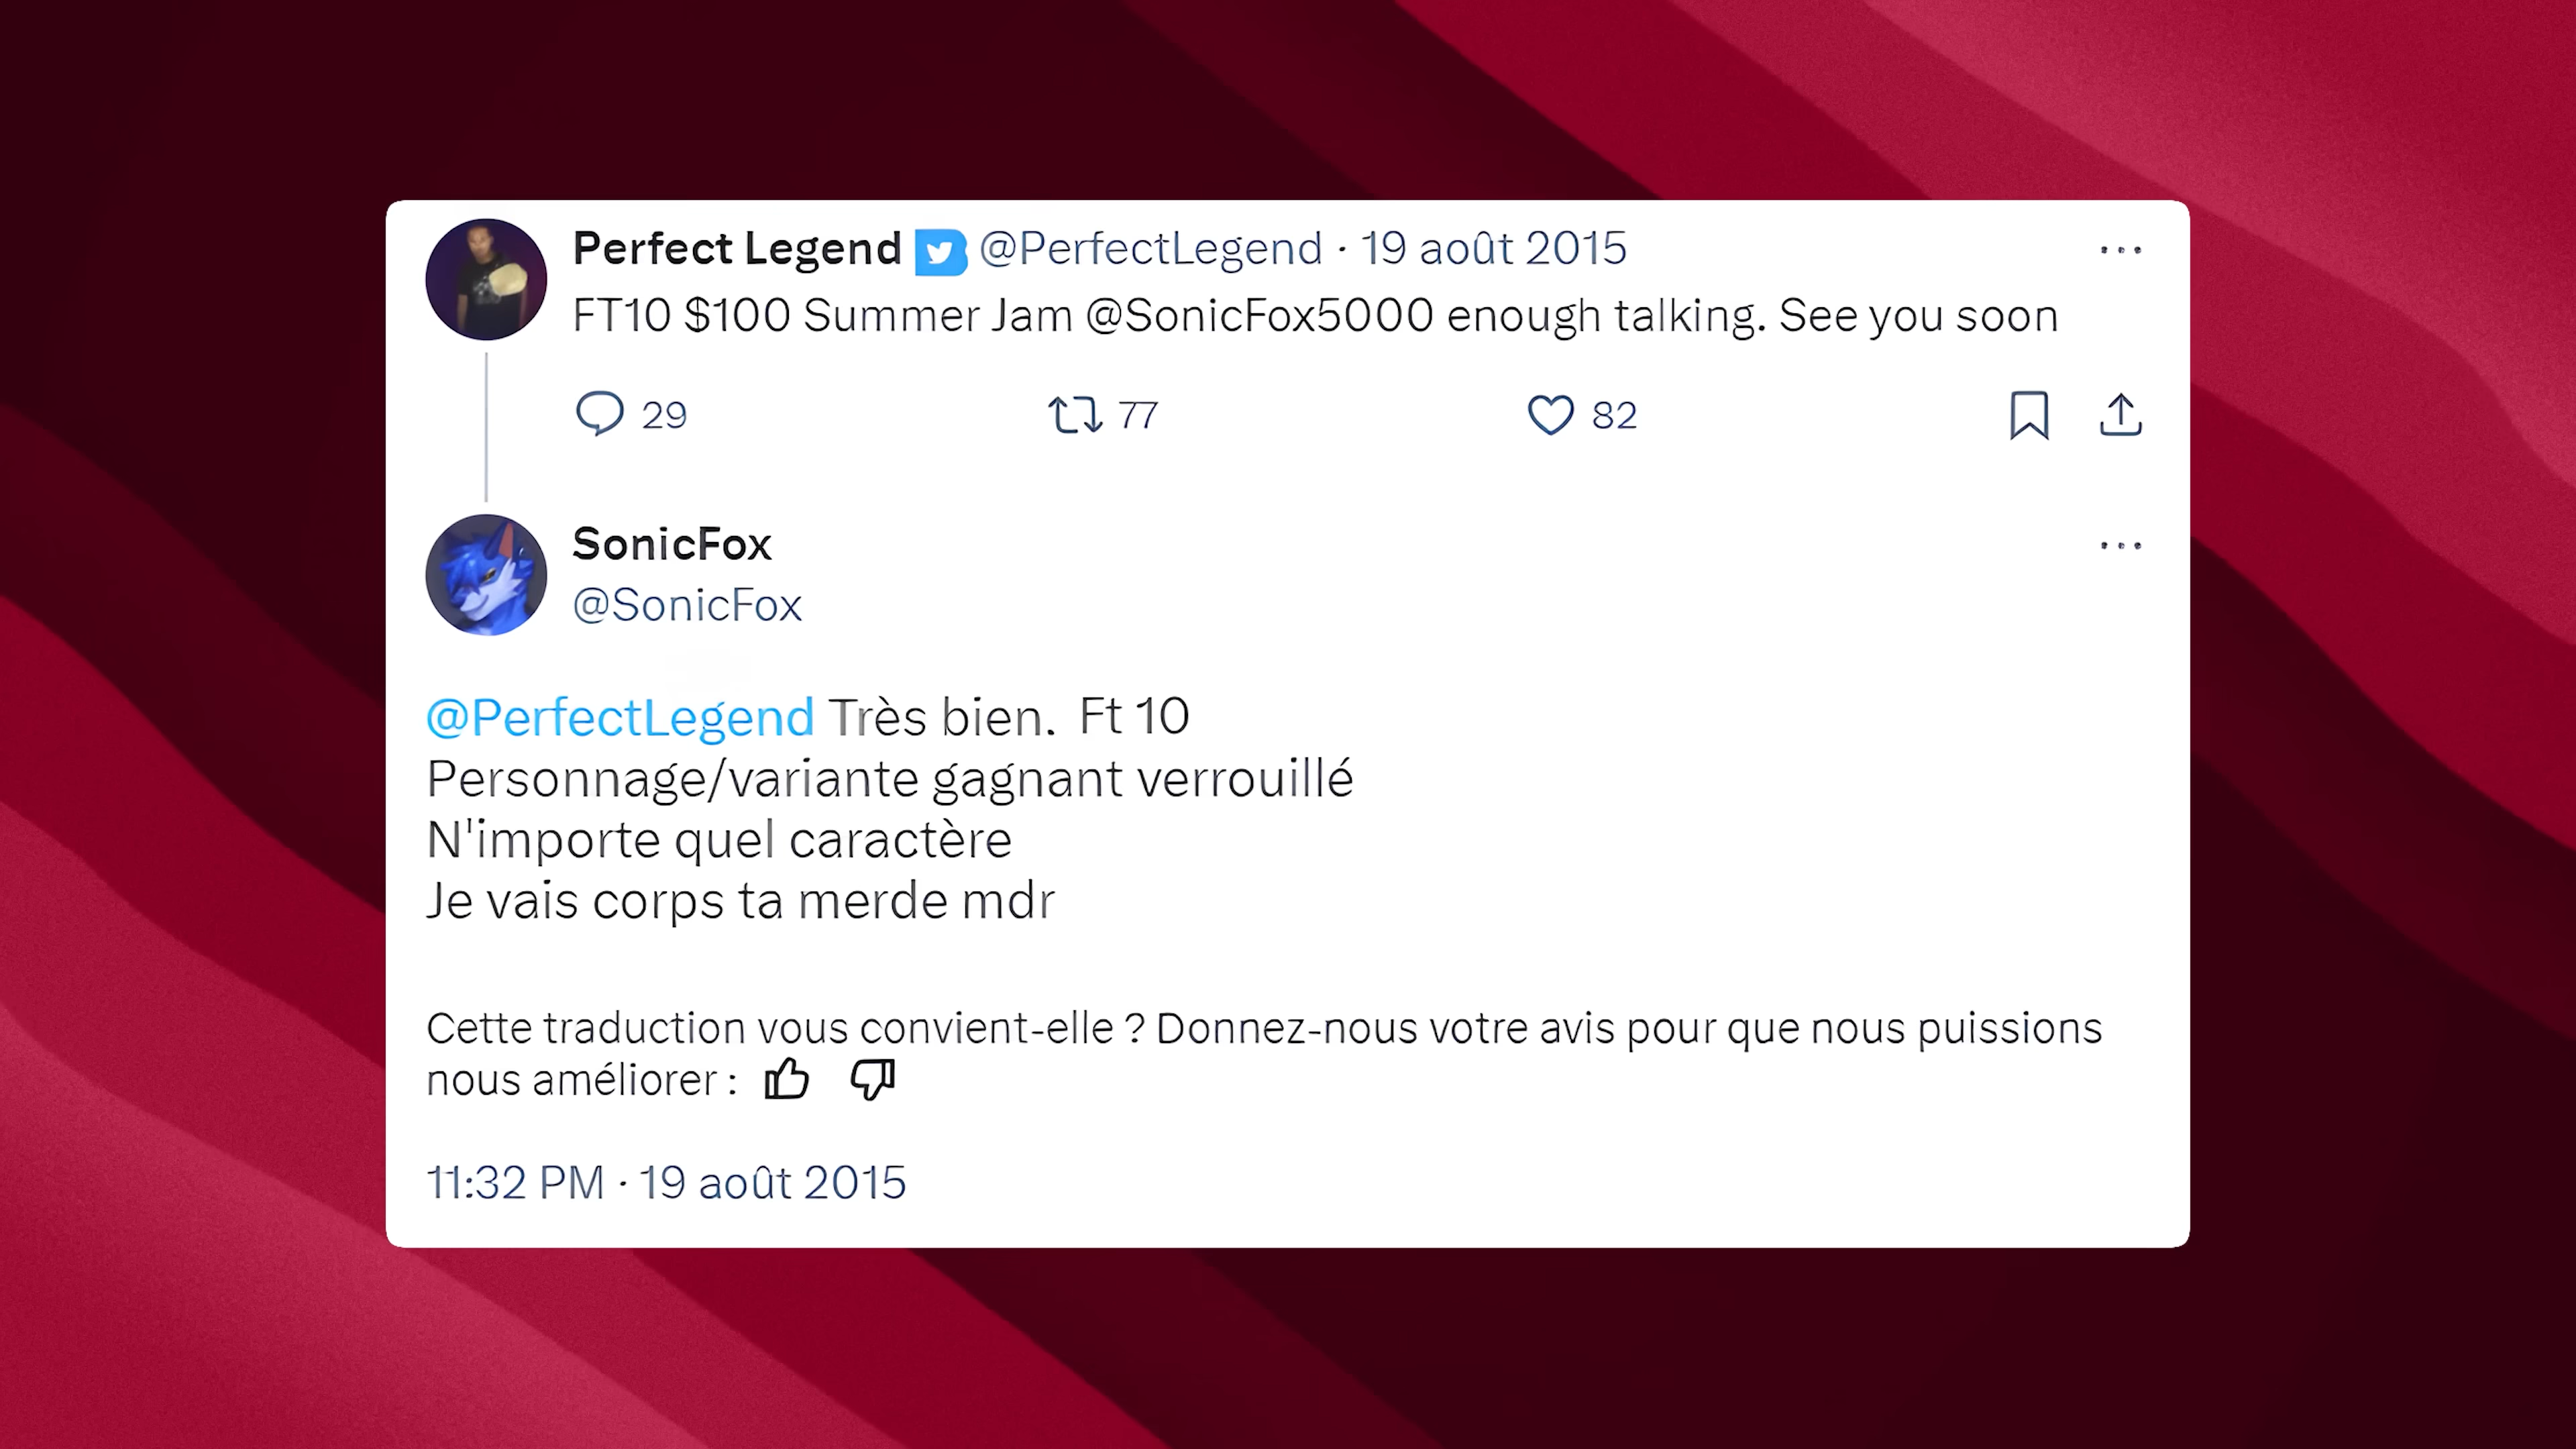 Perfect Legend @PerfectLegend · 19 août 2015
FT10 $100 Summer Jam @SonicFox5000 enough talking. See you soon
29 77 82
SonicFox
@SonicFox
@PerfectLegend Très bien. Ft 10
Personnage/variante gagnant verrouillé
N'importe quel caractère
Je vais corps ta merde mdr
Cette traduction vous convient-elle ? Donnez-nous votre avis pour que nous puissions
nous améliorer :
11:32 PM · 19 août 2015